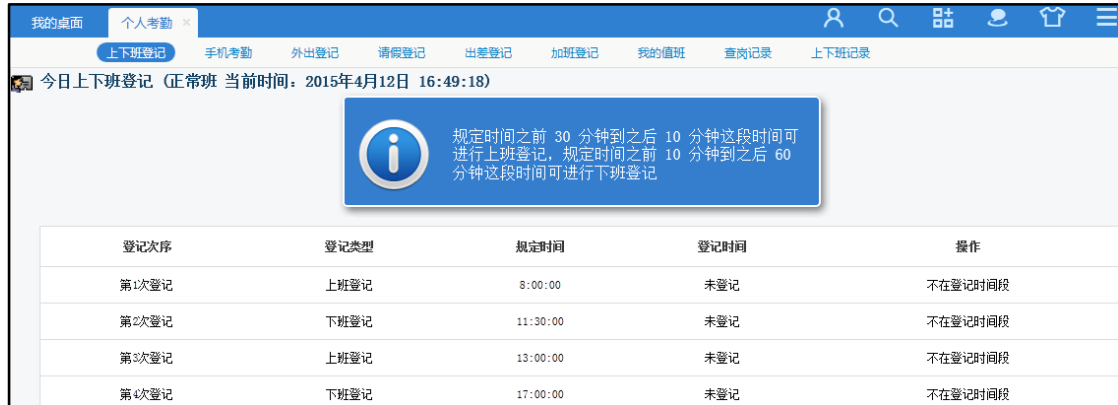 我的桌面 个人考勤 ×
上下班登记 手机考勤 外出登记 请假登记 出差登记 加班登记 我的值班 查岗记录 上下班记录
今日上下班登记 (正常班 当前时间: 2015年4月12日 16:49:18)
规定时间之前 30 分钟到之后 10 分钟这段时间可
进行上班登记, 规定时间之前 10 分钟到之后 60
分钟这段时间可进行下班登记
登记次序 登记类型 规定时间 登记时间 操作
第1次登记 上班登记 8:00:00 未登记 不在登记时间段
第2次登记 下班登记 11:30:00 未登记 不在登记时间段
第3次登记 上班登记 13:00:00 未登记 不在登记时间段
第4次登记 下班登记 17:00:00 未登记 不在登记时间段